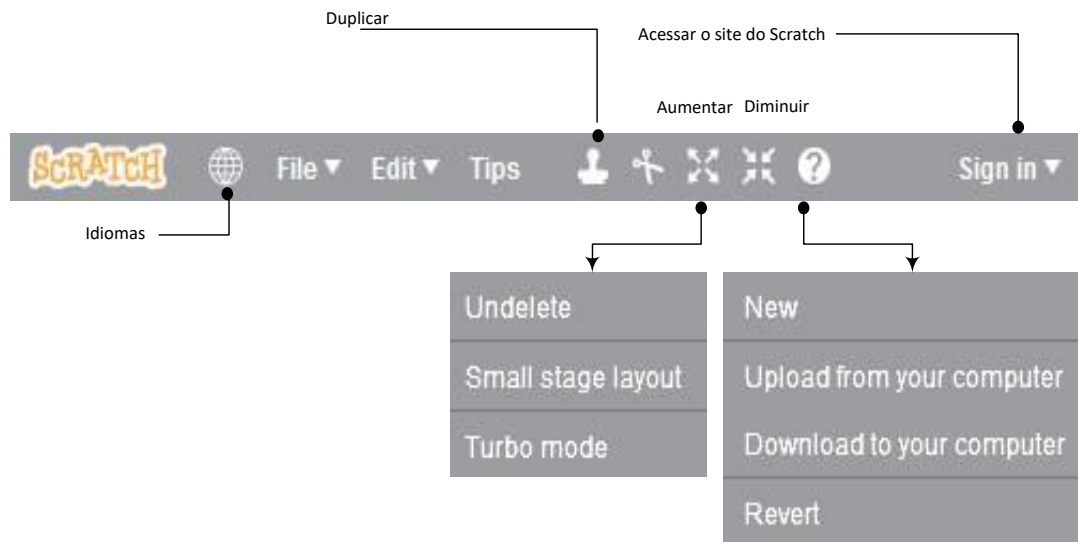 Duplicar
Acessar o site do Scratch
Aumentar Diminuir
SCRATCH File Edit Tips ? Sign in
Idiomas
Undelete
Small stage layout
Turbo mode
New
Upload from your computer
Download to your computer
Revert